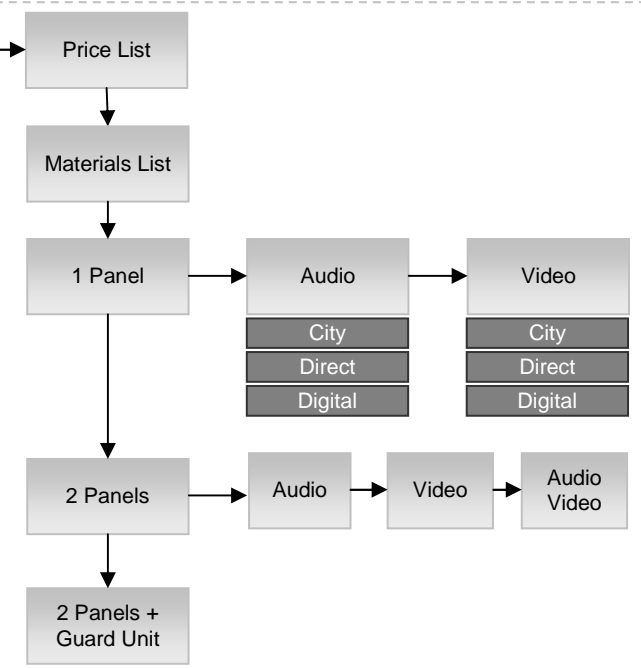 Price List
Materials List
1 Panel
Audio
Video
City
City
Direct
Direct
Digital
Digital
2 Panels
Audio
Video
Audio
Video
2 Panels +
Guard Unit